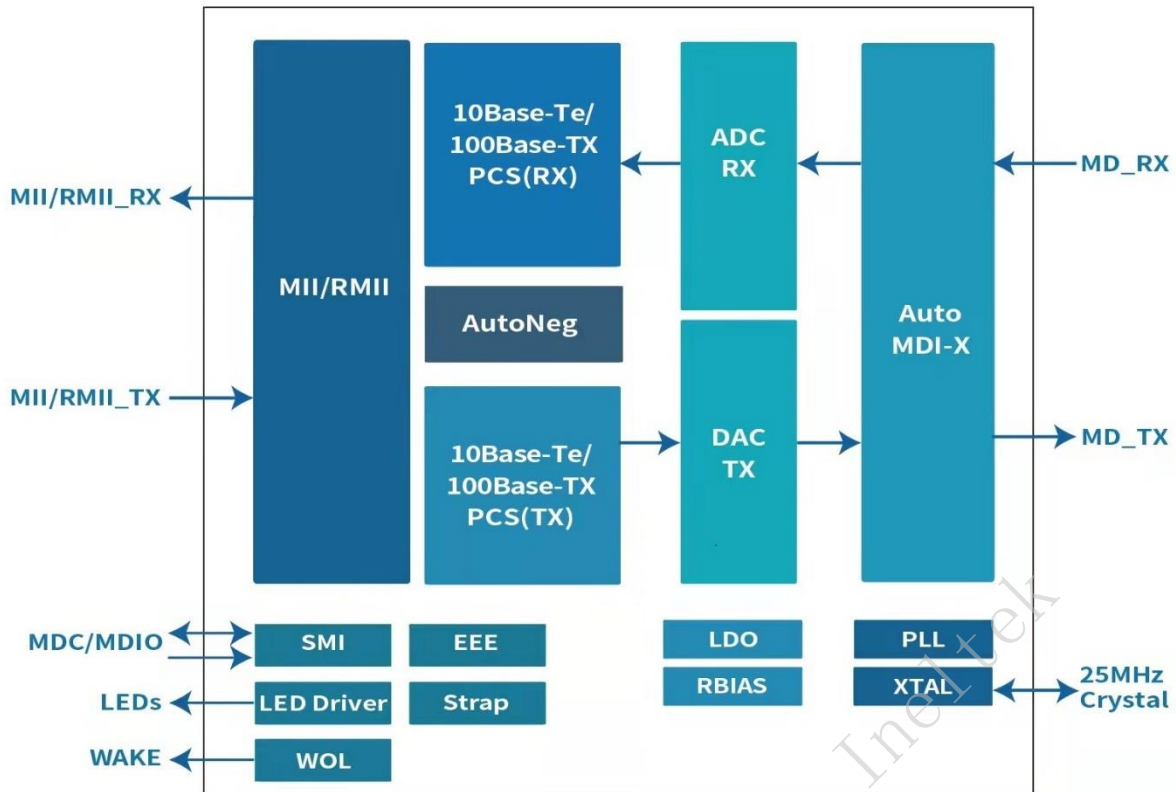 10Base-Te/
100Base-TX
PCS(RX)
ADC
RX
MD_RX
MII/RMII_RX
MII/RMII
AutoNeg
Auto
MDI-X
MII/RMII_TX
10Base-Te/
100Base-TX
PCS(TX)
DAC
TX
MD_TX
MDC/MDIO
SMI
EEE
LDO
PLL
LEDs
LED Driver
Strap
RBIAS
XTAL
25MHz
Crystal
WAKE
WOL
Ineltek